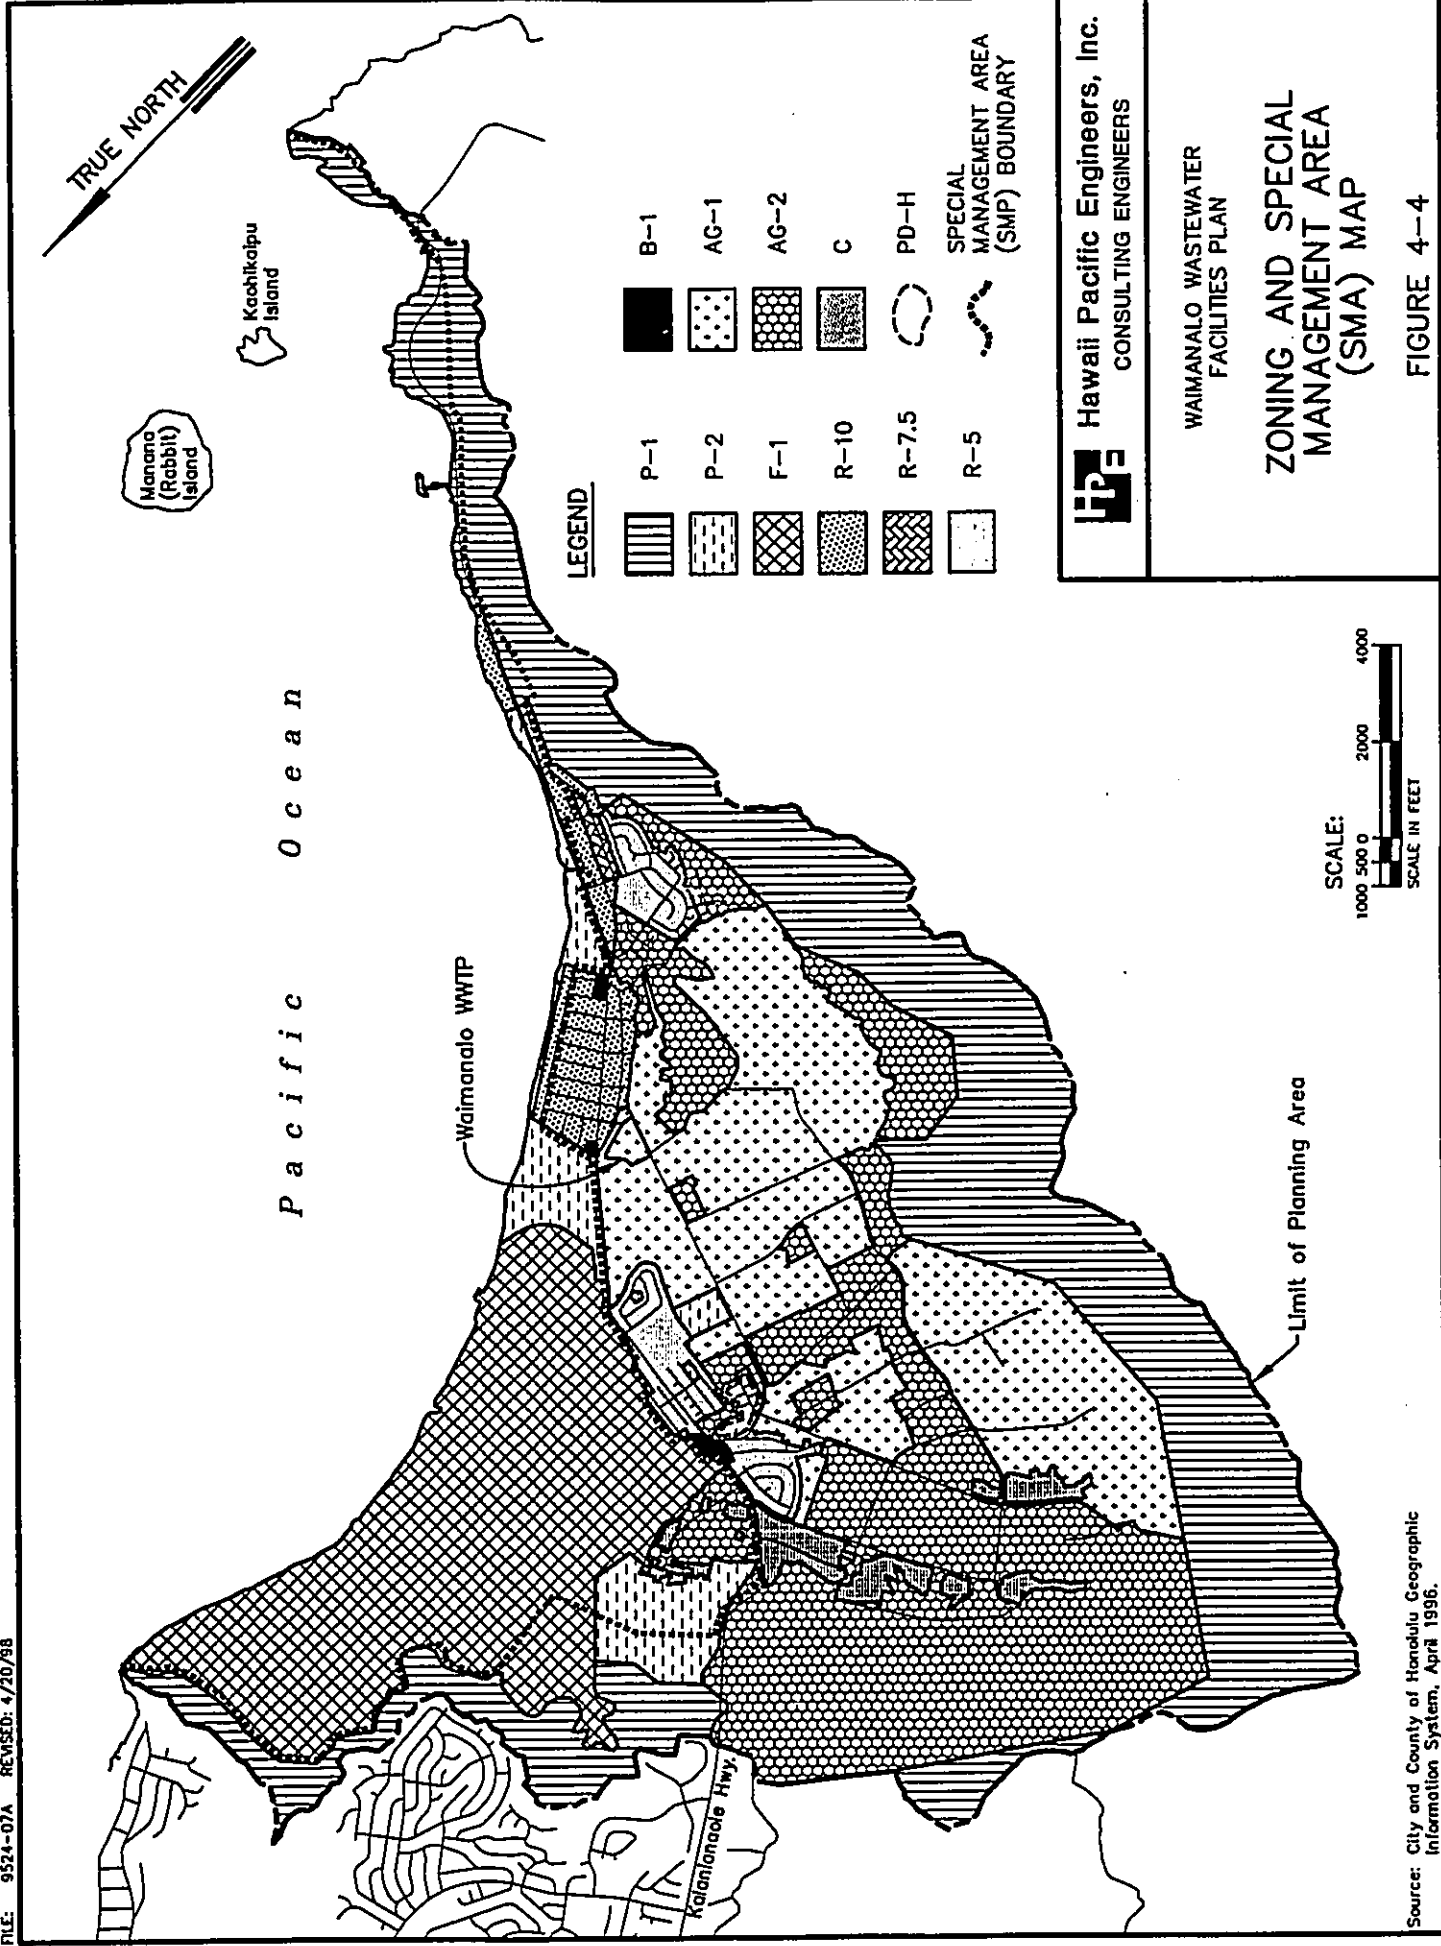 FILE: 9524-07A REVISED: 4/20/98
TRUE NORTH
Manana
(Rabbit)
Island
Kaohikaipu
Island
Pacific Ocean
Waimanalo WWTP
Limit of Planning Area
Kalanianaole Hwy.
LEGEND
P-1
P-2
F-1
R-10
R-7.5
R-5
B-1
AG-1
AG-2
C
PD-H
SPECIAL
MANAGEMENT AREA
(SMP) BOUNDARY
SCALE:
1000 500 0 2000 4000
SCALE IN FEET
HPE
Hawaii Pacific Engineers, Inc.
CONSULTING ENGINEERS
WAIMANALO WASTEWATER
FACILITIES PLAN
ZONING AND SPECIAL
MANAGEMENT AREA
(SMA) MAP
FIGURE 4-4
Source: City and County of Honolulu Geographic
Information System, April 1996.